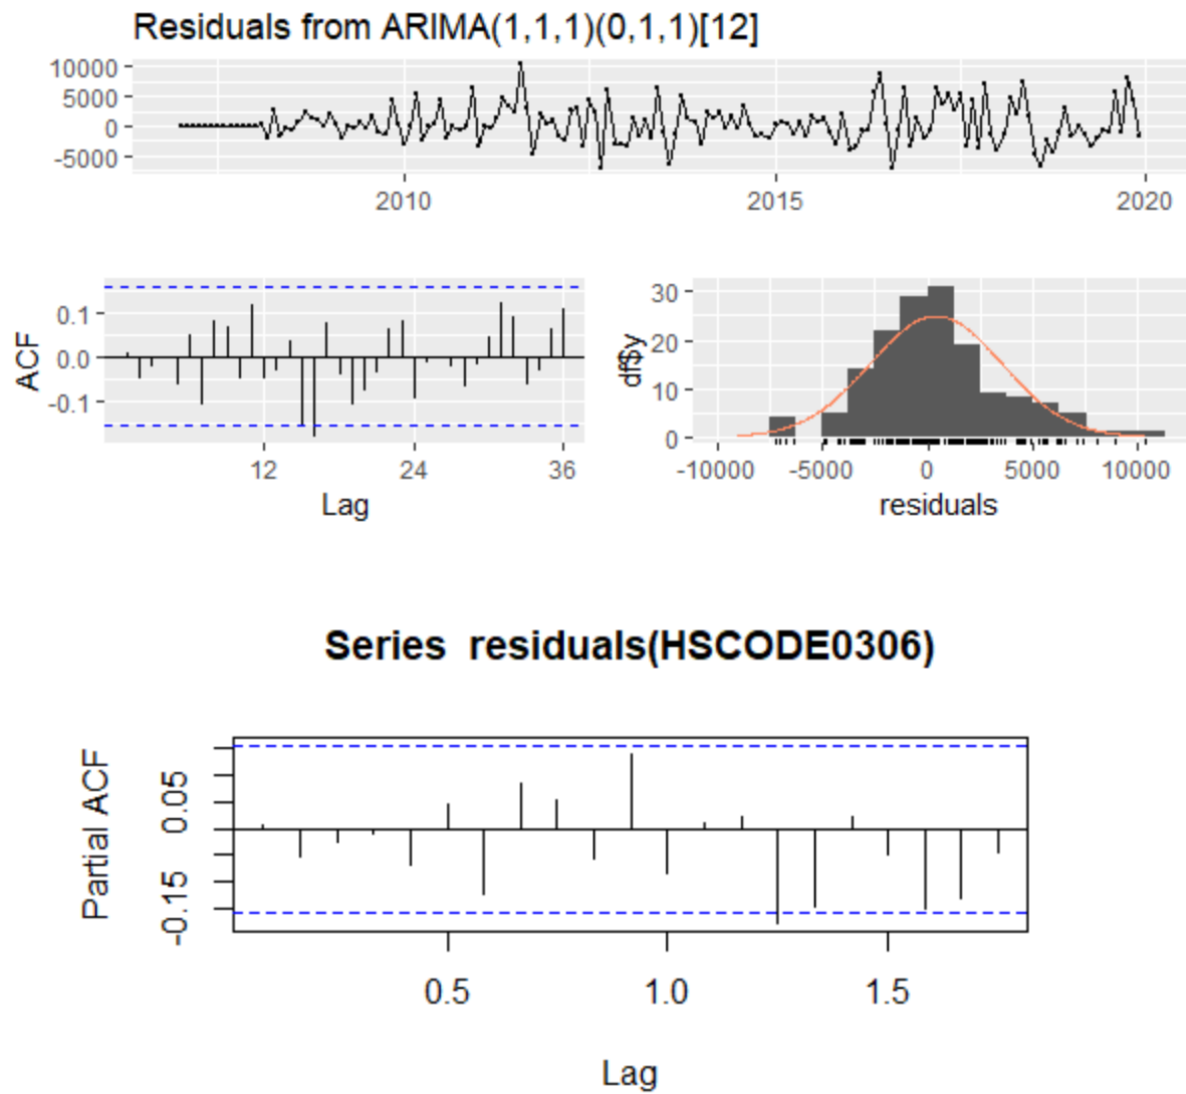 Residuals from ARIMA(1,1,1)(0,1,1)[12]
10000
5000
0
-5000
2010 2015 2020
ACF
0.1
0.0
-0.1
12 24 36
Lag
df$y
30
20
10
0
-10000 -5000 0 5000 10000
residuals
Series residuals(HSCODE0306)
Partial ACF
0.05
-0.15
0.5 1.0 1.5
Lag